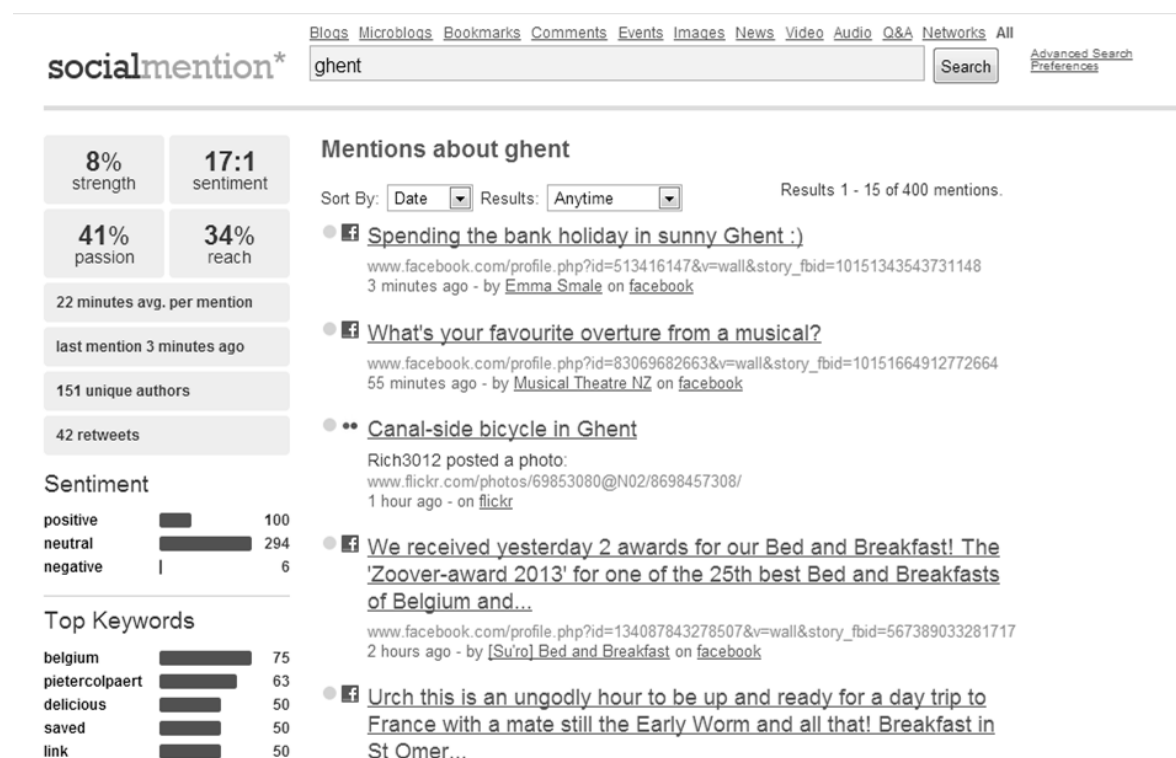 Blogs Microblogs Bookmarks Comments Events Images News Video Audio Q&A Networks All
socialmention*
ghent
Search
Advanced Search
Preferences
8%
strength
17:1
sentiment
41%
passion
34%
reach
22 minutes avg. per mention
last mention 3 minutes ago
151 unique authors
42 retweets
Sentiment
positive 100
neutral 294
negative 6
Top Keywords
belgium 75
pietercolpaert 63
delicious 50
saved 50
link 50
Mentions about ghent
Sort By: Date Results: Anytime
Results 1 - 15 of 400 mentions.
Spending the bank holiday in sunny Ghent :)
www.facebook.com/profile.php?id=513416147&v=wall&story_fbid=10151343543731148
3 minutes ago - by Emma Smale on facebook
What's your favourite overture from a musical?
www.facebook.com/profile.php?id=83069682663&v=wall&story_fbid=10151664912772664
55 minutes ago - by Musical Theatre NZ on facebook
Canal-side bicycle in Ghent
Rich3012 posted a photo:
www.flickr.com/photos/69853080@N02/8698457308/
1 hour ago - on flickr
We received yesterday 2 awards for our Bed and Breakfast! The
'Zoover-award 2013' for one of the 25th best Bed and Breakfasts
of Belgium and...
www.facebook.com/profile.php?id=134087843278507&v=wall&story_fbid=567389033281717
2 hours ago - by [Su'ro] Bed and Breakfast on facebook
Urch this is an ungodly hour to be up and ready for a day trip to
France with a mate still the Early Worm and all that! Breakfast in
St Omer...